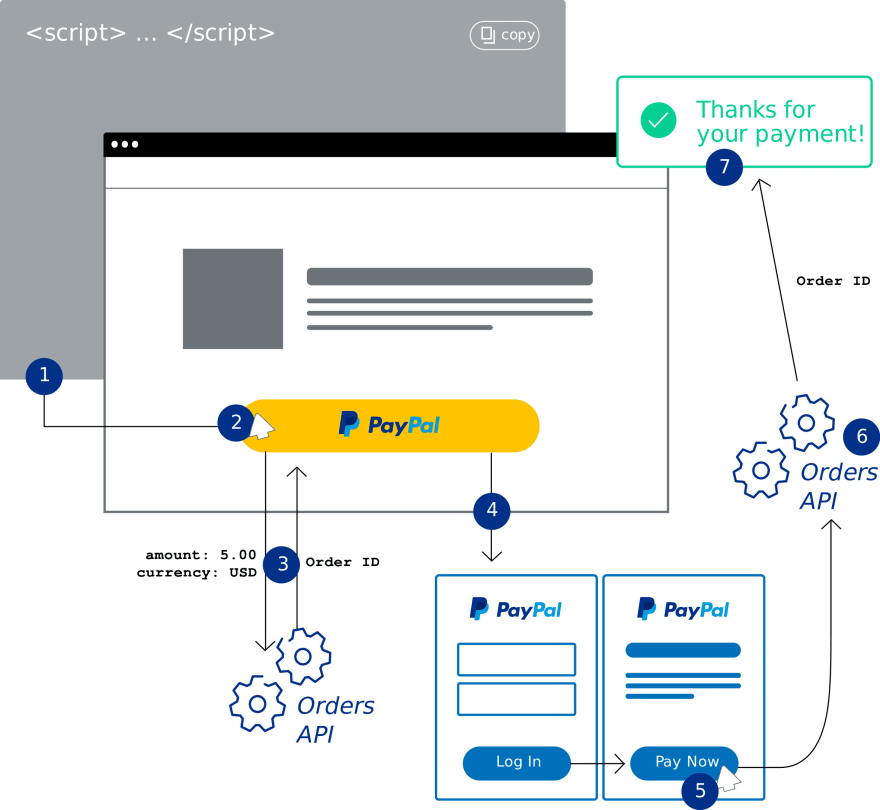 <script> ... </script>
copy
Thanks for
your payment!
7
Order ID
1
2
PayPal
6
Orders
API
4
amount: 5.00
currency: USD
3
Order ID
PayPal
PayPal
Orders
API
Log In
Pay Now
5